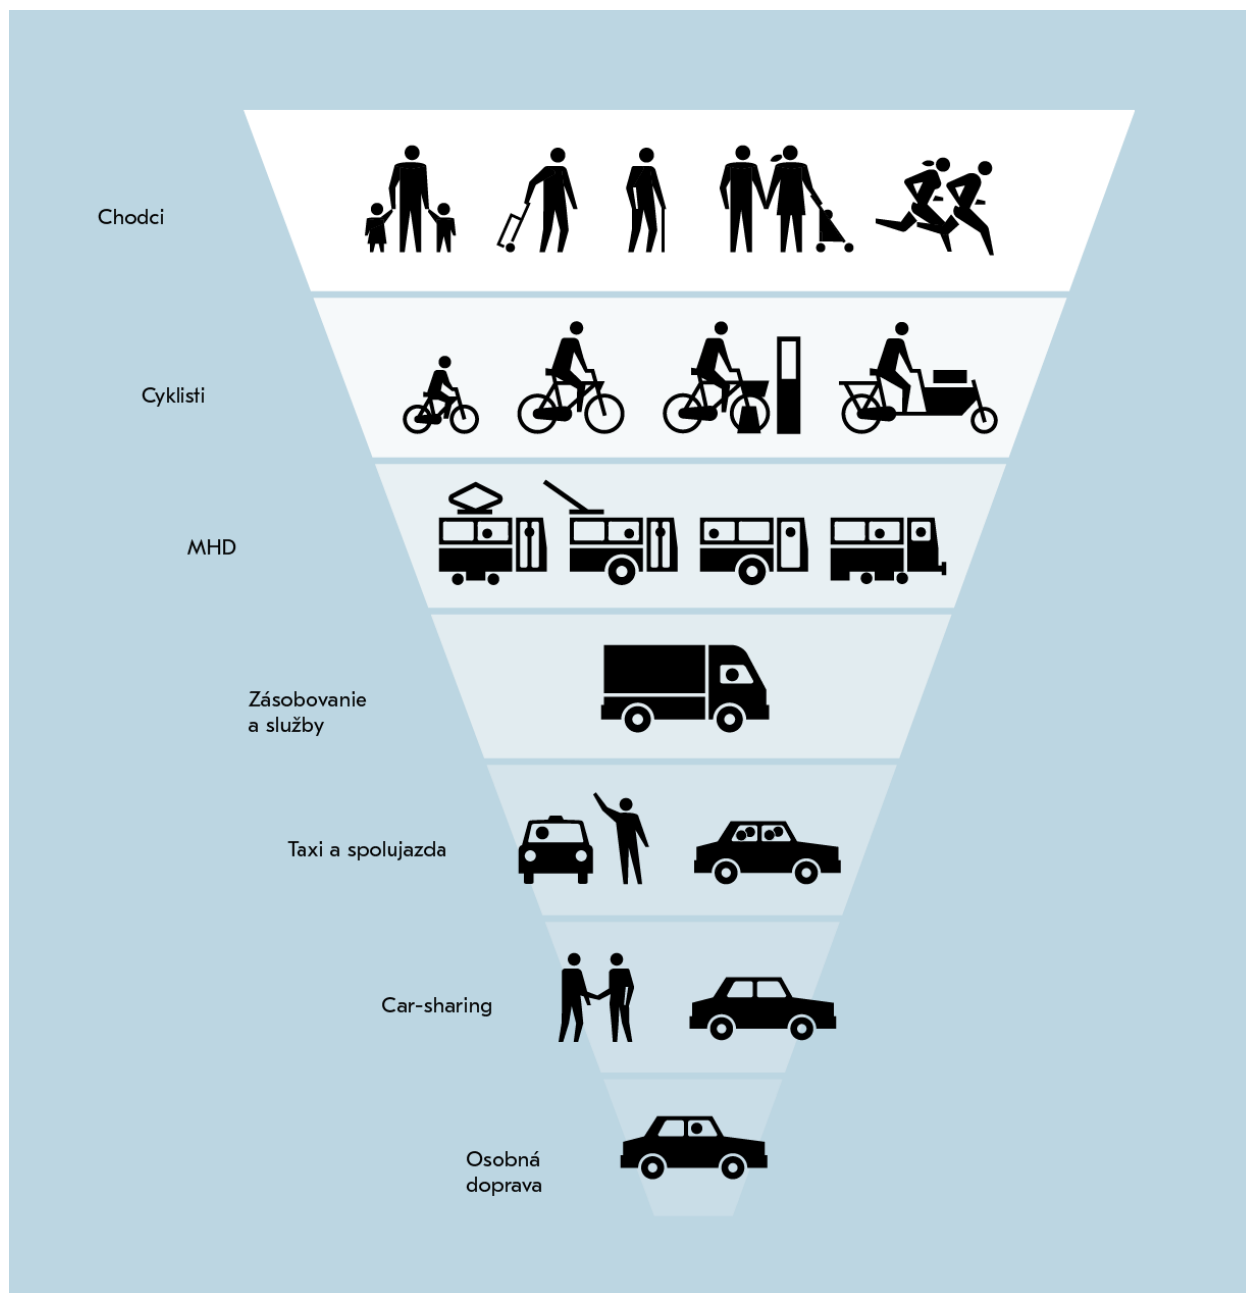 Chodci
Cyklisti
MHD
Zásobovanie
a služby
Taxi a spolujazda
Car-sharing
Osobná
doprava